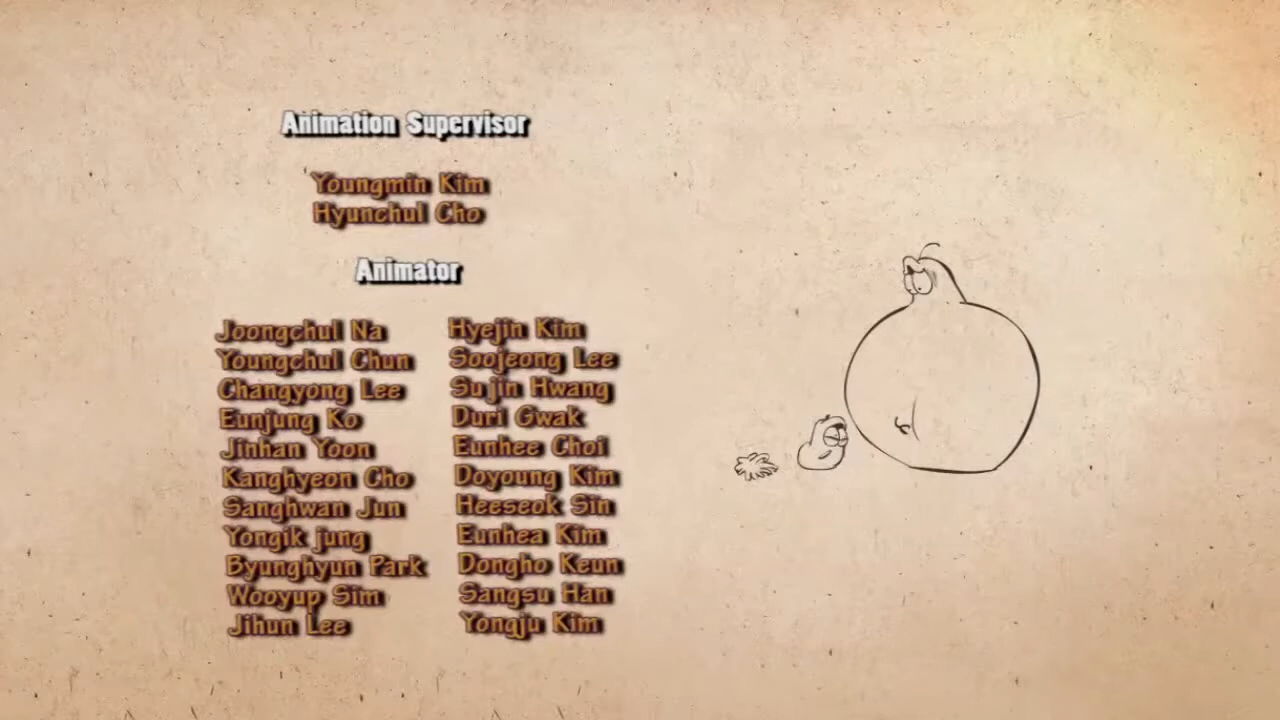 Animation Supervisor
Youngmin Kim
Hyunchul Cho
Animator
Joongchul Na
Youngchul Chun
Changyong Lee
Eunjung Ko
Jinhan Yoon
Kanghyeon Cho
Sanghwan Jun
Yongik jung
Byunghyun Park
Wooyup Sim
Jihun Lee
Hyejin Kim
Soojeong Lee
Sujin Hwang
Duri Gwak
Eunhee Choi
Doyoung Kim
Heeseok Sin
Eunhea Kim
Dongho Keun
Sangsu Han
Yongju Kim